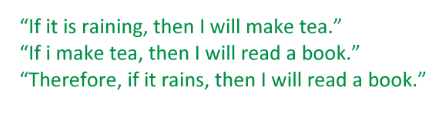 “If it is raining, then I will make tea.”
“If i make tea, then I will read a book.”
“Therefore, if it rains, then I will read a book.”